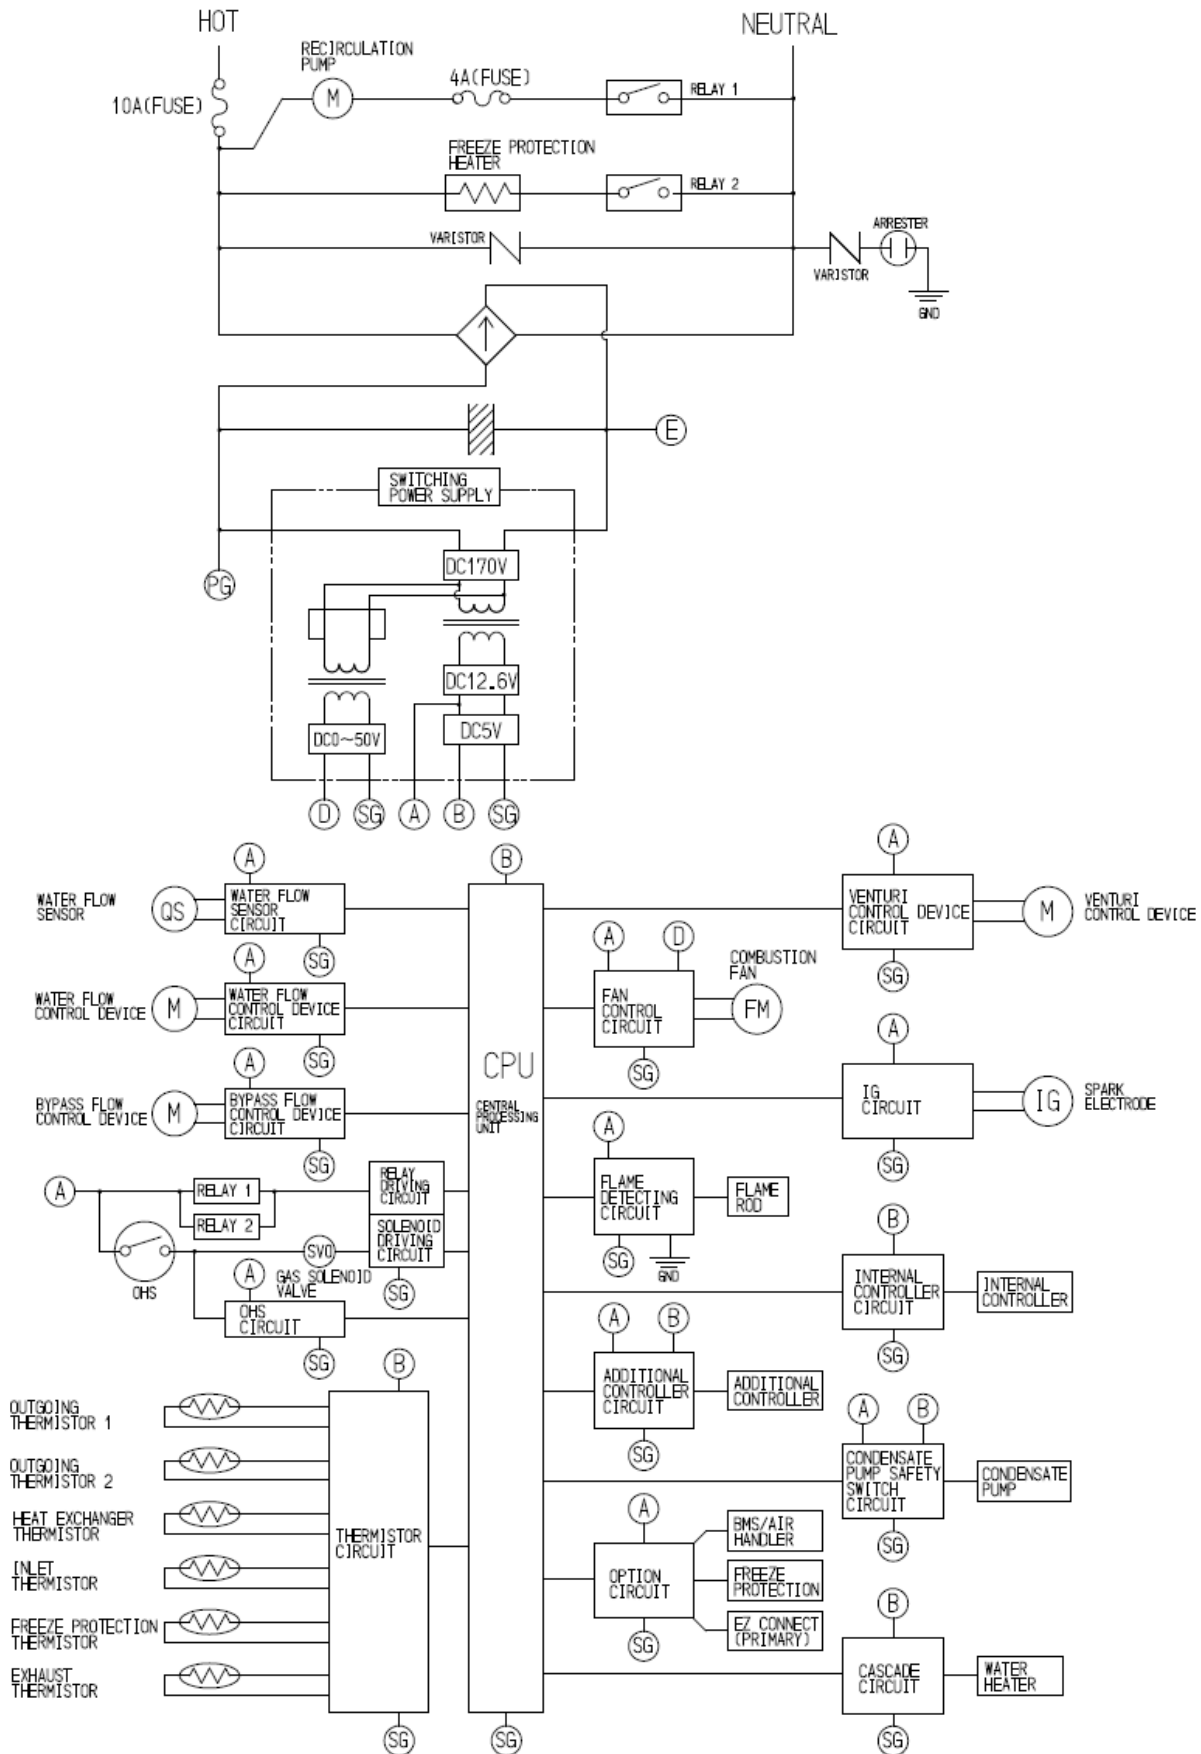 HOT
NEUTRAL
RECIRCULATION
PUMP
M
4A(FUSE)
10A(FUSE)
RELAY 1
FREEZE PROTECTION
HEATER
RELAY 2
VARISTOR
ARRESTER
VARISTOR
GND
E
SWITCHING
POWER SUPPLY
DC170V
PG
DC12.6V
DC5V
DC0~50V
D
SG
A
B
SG
A
WATER FLOW
SENSOR
QS
WATER FLOW
SENSOR
CIRCUIT
SG
A
WATER FLOW
CONTROL DEVICE
M
WATER FLOW
CONTROL DEVICE
CIRCUIT
SG
A
BYPASS FLOW
CONTROL DEVICE
M
BYPASS FLOW
CONTROL DEVICE
CIRCUIT
SG
A
RELAY 1
RELAY 2
RELAY
DRIVING
CIRCUIT
SOLENOID
DRIVING
CIRCUIT
SG
OHS
SV0
GAS SOLENOID
VALVE
A
OHS
CIRCUIT
SG
B
OUTGOING
THERMISTOR 1
OUTGOING
THERMISTOR 2
HEAT EXCHANGER
THERMISTOR
INLET
THERMISTOR
FREEZE PROTECTION
THERMISTOR
EXHAUST
THERMISTOR
THERMISTOR
CIRCUIT
SG
B
CPU
CENTRAL
PROCESSING
UNIT
SG
A
D
FAN
CONTROL
CIRCUIT
COMBUSTION
FAN
FM
SG
A
FLAME
DETECTING
CIRCUIT
FLAME
ROD
SG
GND
A
B
ADDITIONAL
CONTROLLER
CIRCUIT
ADDITIONAL
CONTROLLER
SG
A
OPTION
CIRCUIT
BMS/AIR
HANDLER
FREEZE
PROTECTION
EZ CONNECT
(PRIMARY)
SG
A
VENTURI
CONTROL DEVICE
CIRCUIT
M
VENTURI
CONTROL DEVICE
SG
A
IG
CIRCUIT
IG
SPARK
ELECTRODE
SG
B
INTERNAL
CONTROLLER
CIRCUIT
INTERNAL
CONTROLLER
SG
A
B
CONDENSATE
PUMP SAFETY
SWITCH
CIRCUIT
CONDENSATE
PUMP
SG
B
CASCADE
CIRCUIT
WATER
HEATER
SG